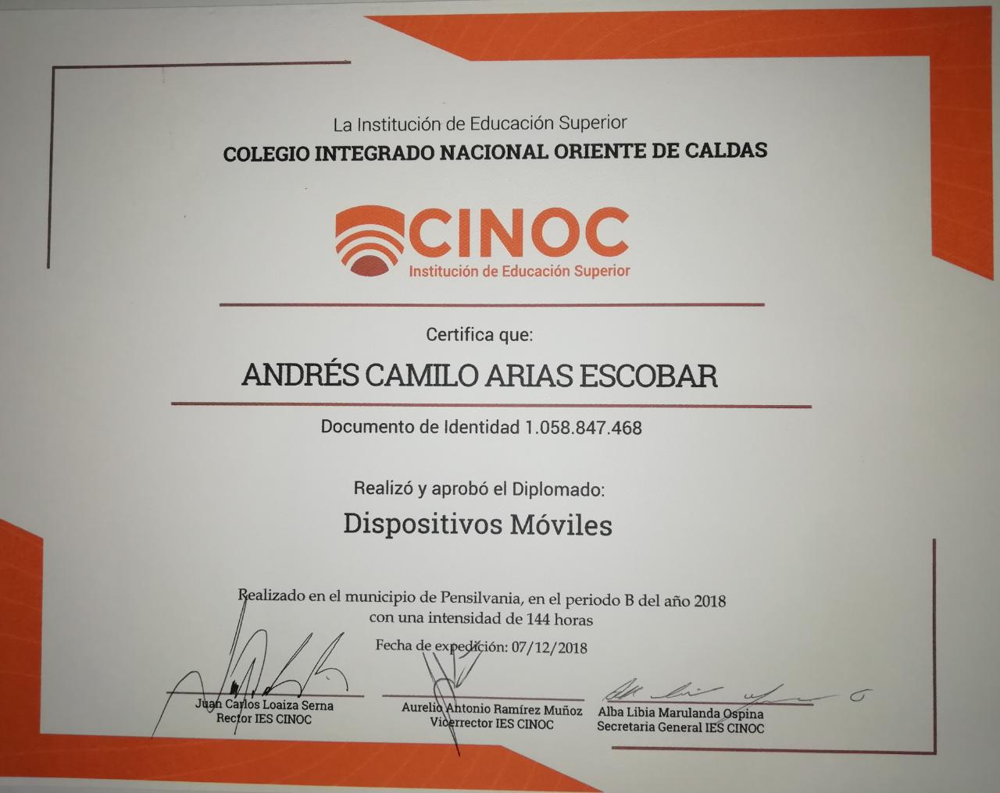 La Institución de Educación Superior
COLEGIO INTEGRADO NACIONAL ORIENTE DE CALDAS
CINOC
Institución de Educación Superior
Certifica que:
ANDRÉS CAMILO ARIAS ESCOBAR
Documento de Identidad 1.058.847.468
Realizó y aprobó el Diplomado:
Dispositivos Móviles
Realizado en el municipio de Pensilvania, en el periodo B del año 2018
con una intensidad de 144 horas
Fecha de expedición: 07/12/2018
Juan Carlos Loaiza Serna
Rector IES CINOC
Aurelio Antonio Ramírez Muñoz
Vicerrector IES CINOC
Alba Libia Marulanda Ospina
Secretaria General IES CINOC